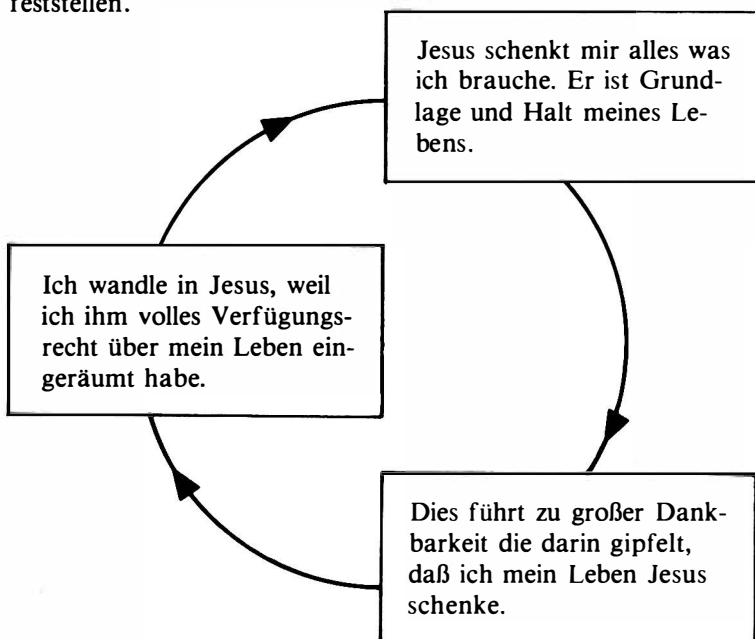 feststellen.
Jesus schenkt mir alles was
ich brauche. Er ist Grund-
lage und Halt meines Le-
bens.
Ich wandle in Jesus, weil
ich ihm volles Verfügungs-
recht über mein Leben ein-
geräumt habe.
Dies führt zu großer Dank-
barkeit die darin gipfelt,
daß ich mein Leben Jesus
schenke.